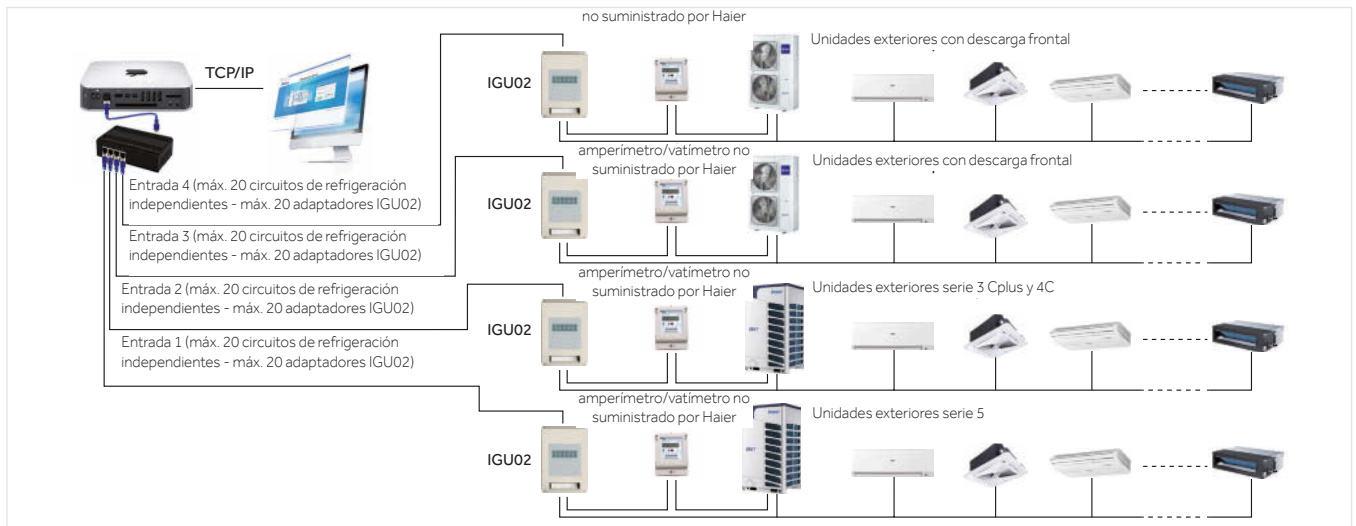 no suministrado por Haier
Unidades exteriores con descarga frontal
TCP/IP
IGU02
amperímetro/vatímetro no
suministrado por Haier
Unidades exteriores con descarga frontal
Entrada 4 (máx. 20 circuitos de refrigeración
independientes - máx. 20 adaptadores IGU02)
IGU02
Entrada 3 (máx. 20 circuitos de refrigeración
independientes - máx. 20 adaptadores IGU02)
amperímetro/vatímetro no
suministrado por Haier
Unidades exteriores serie 3 Cplus y 4C
Entrada 2 (máx. 20 circuitos de refrigeración
independientes - máx. 20 adaptadores IGU02)
IGU02
Entrada 1 (máx. 20 circuitos de refrigeración
independientes - máx. 20 adaptadores IGU02)
amperímetro/vatímetro no
suministrado por Haier
Unidades exteriores serie 5
IGU02